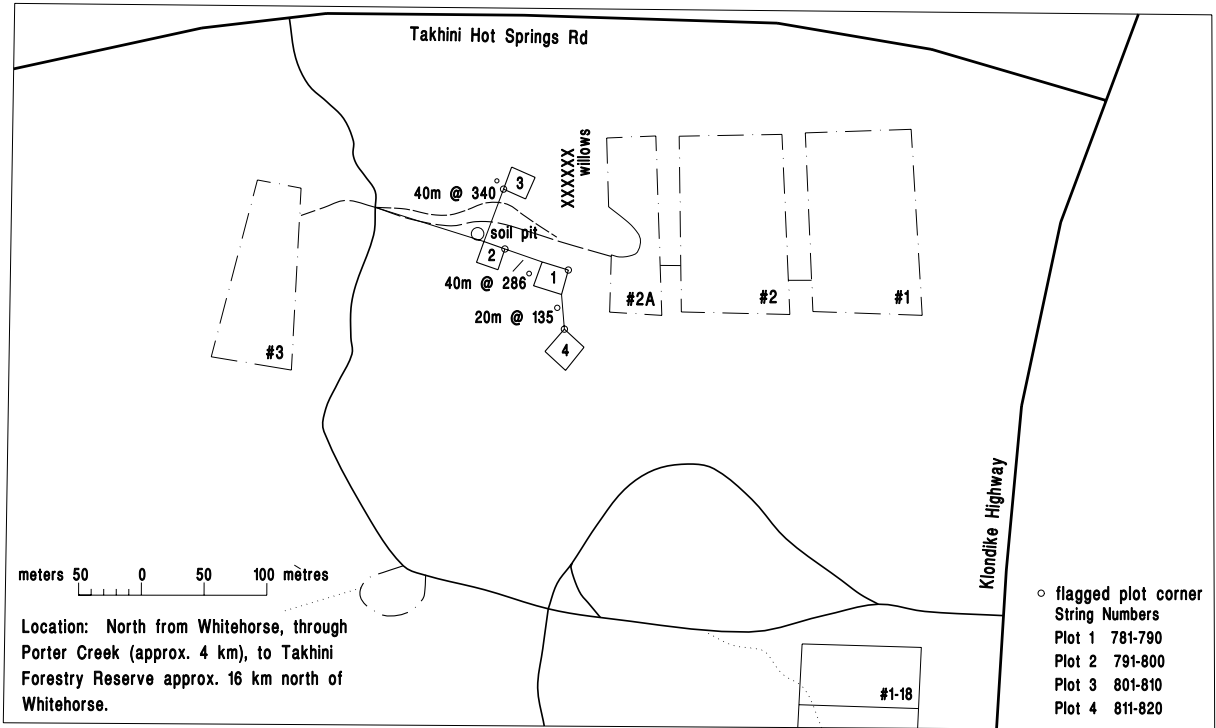 Takhini Hot Springs Rd
XXXXXX
willows
3
40m @ 340
soil pit
2
1
40m @ 286
20m @ 135
4
#2A
#2
#1
#3
Klondike Highway
meters 50 0 50 100 mètres
Location: North from Whitehorse, through
Porter Creek (approx. 4 km), to Takhini
Forestry Reserve approx. 16 km north of
Whitehorse.
flagged plot corner
String Numbers
Plot 1 781-790
Plot 2 791-800
Plot 3 801-810
Plot 4 811-820
#1-18